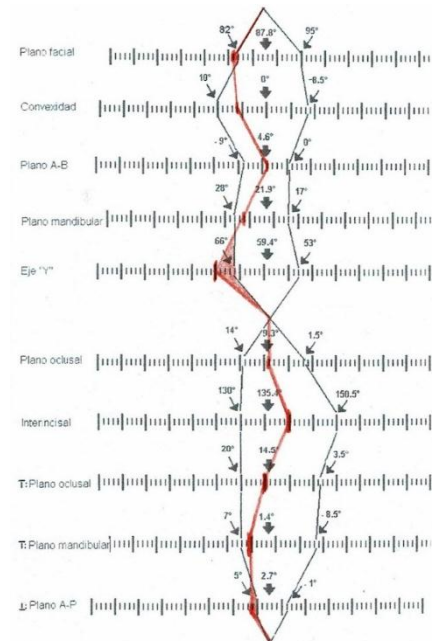 82° 87.8° 95°
Plano facial
18° 0° -8.5°
Convexidad
-9° 4.6° 0°
Plano A-B
28° 21.9° 17°
Plano mandibular
66° 59.4° 53°
Eje "Y"
14° 9.3° 1.5°
Plano oclusal
130° 135.4° 150.5°
Interincisal
20° 14.5° 3.5°
T: Plano oclusal
7° 1.4° -8.5°
T: Plano mandibular
5° 2.7° -1°
1: Plano A-P